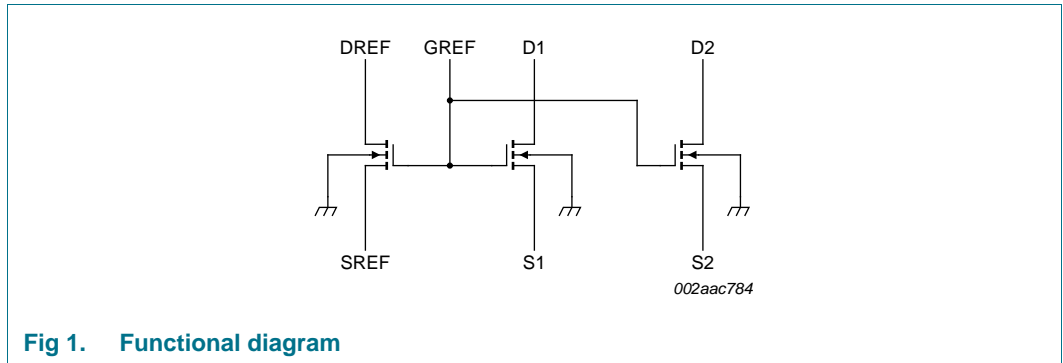 DREF GREF D1 D2
SREF S1 S2
002aac784
Fig 1. Functional diagram